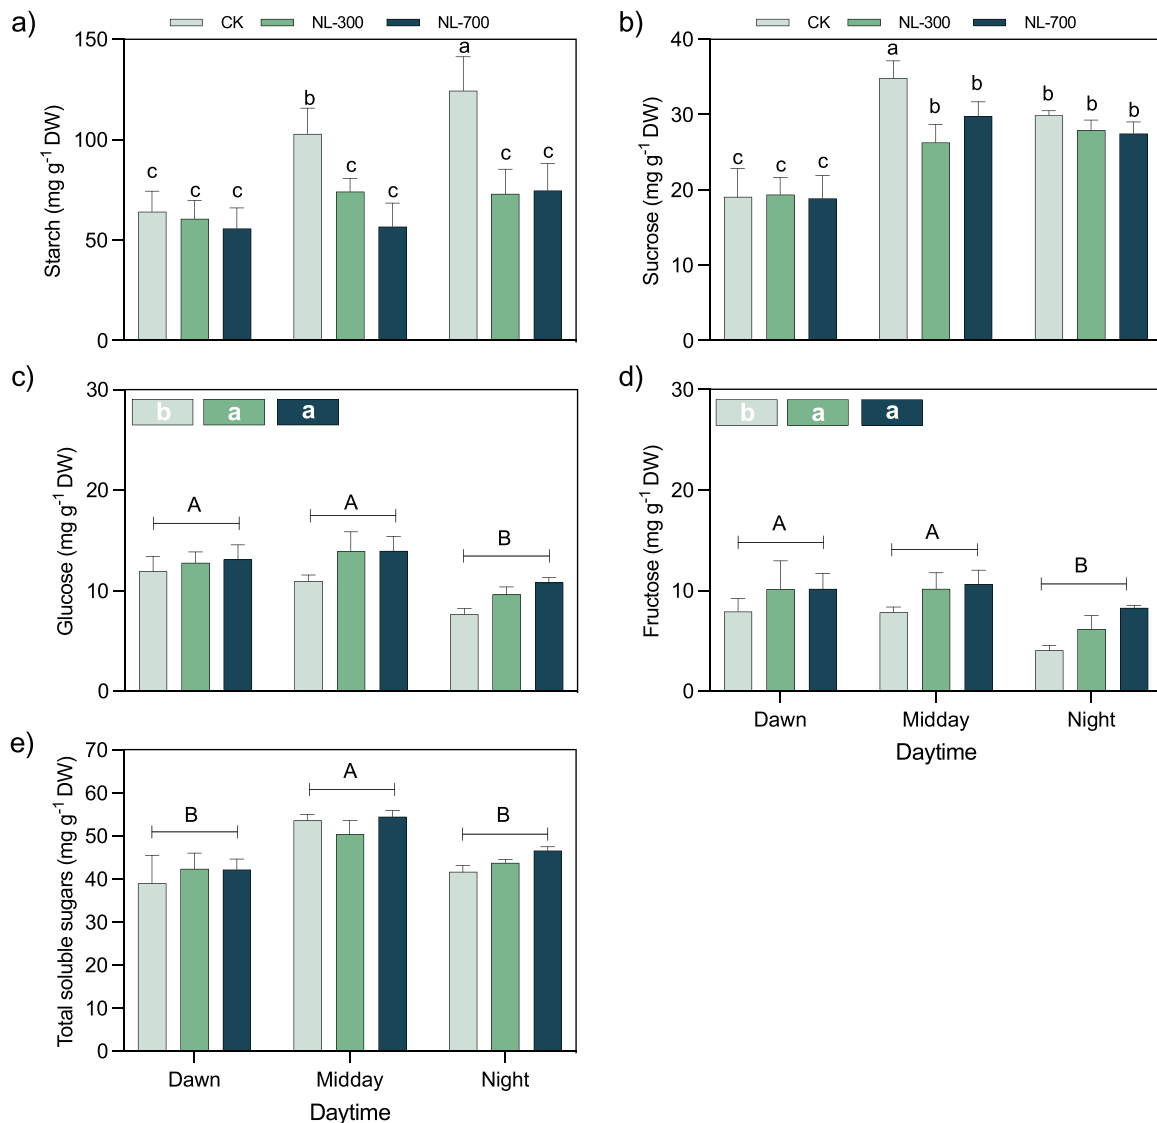 a)
CK NL-300 NL-700
150
100
50
0
Starch (mg g⁻¹ DW)
c c c
b c c
a c c
b)
CK NL-300 NL-700
40
30
20
10
0
Sucrose (mg g⁻¹ DW)
c c c
a b b
b b b
c)
b a a
30
20
10
0
Glucose (mg g⁻¹ DW)
A A B
d)
b a a
30
20
10
0
Fructose (mg g⁻¹ DW)
A A B
Dawn Midday Night
Daytime
e)
70
60
50
40
30
20
10
0
Total soluble sugars (mg g⁻¹ DW)
B A B
Dawn Midday Night
Daytime